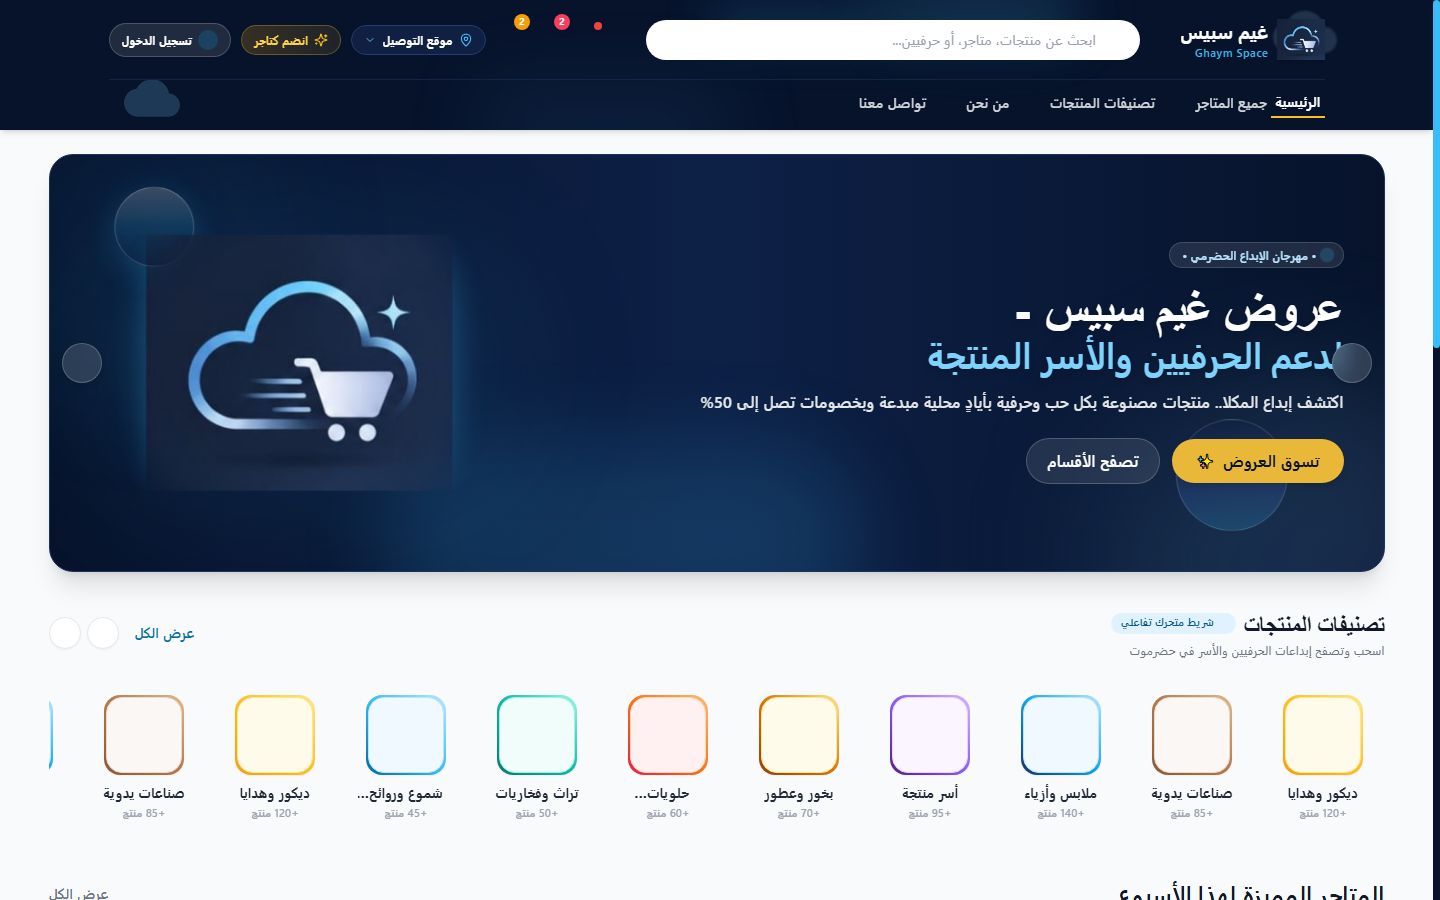 غيم سبيس
Ghaym Space
ابحث عن منتجات، متاجر، أو حرفيين...
2
2
موقع التوصيل
انضم كتاجر
تسجيل الدخول
الرئيسية
جميع المتاجر
تصنيفات المنتجات
من نحن
تواصل معنا
• مهرجان الإبداع الحضرمي •
عروض غيم سبيس -
لدعم الحرفيين والأسر المنتجة
اكتشف إبداع المكلا.. منتجات مصنوعة بكل حب وحرفية بأيادٍ محلية مبدعة وبخصومات تصل إلى 50%
تسوق العروض
تصفح الأقسام
تصنيفات المنتجات
شريط متحرك تفاعلي
عرض الكل
اسحب وتصفح إبداعات الحرفيين والأسر في حضرموت
ديكور وهدايا
+120 منتج
صناعات يدوية
+85 منتج
ملابس وأزياء
+140 منتج
أسر منتجة
+95 منتج
بخور وعطور
+70 منتج
حلويات...
+60 منتج
تراث وفخاريات
+50 منتج
شموع وروائح...
+45 منتج
ديكور وهدايا
+120 منتج
صناعات يدوية
+85 منتج
المتاجر المميزة لهذا الأسبوع
عرض الكل